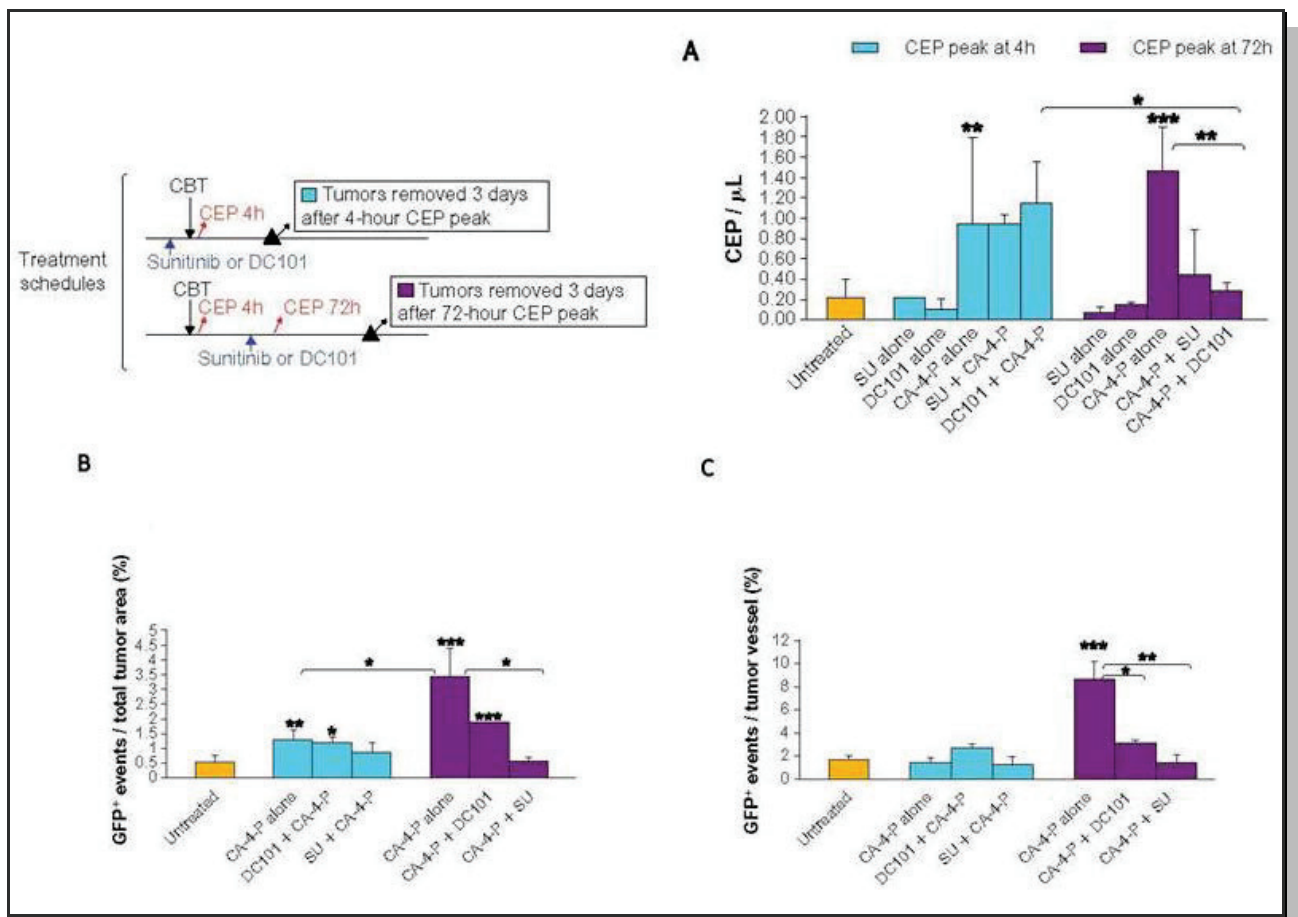 A
CEP peak at 4h
CEP peak at 72h
CEP / µL
2.00
1.80
1.60
1.40
1.20
1.00
0.80
0.60
0.40
0.20
0.00
**
*
***
**
Untreated
SU alone
DC101 alone
CA-4-P alone
SU + CA-4-P
DC101 + CA-4-P
SU alone
DC101 alone
CA-4-P alone
CA-4-P + SU
CA-4-P + DC101
Treatment
schedules
CBT
CEP 4h
Tumors removed 3 days
after 4-hour CEP peak
Sunitinib or DC101
CBT
CEP 4h
CEP 72h
Tumors removed 3 days
after 72-hour CEP peak
Sunitinib or DC101
B
GFP⁺ events / total tumor area (%)
5
4.5
4
3.5
3
2.5
2
1.5
1
0.5
0
**
*
*
***
*
***
Untreated
CA-4-P alone
DC101 + CA-4-P
SU + CA-4-P
CA-4-P alone
CA-4-P + DC101
CA-4-P + SU
C
GFP⁺ events / tumor vessel (%)
12
10
8
6
4
2
0
***
**
*
Untreated
CA-4-P alone
DC101 + CA-4-P
SU + CA-4-P
CA-4-P alone
CA-4-P + DC101
CA-4-P + SU